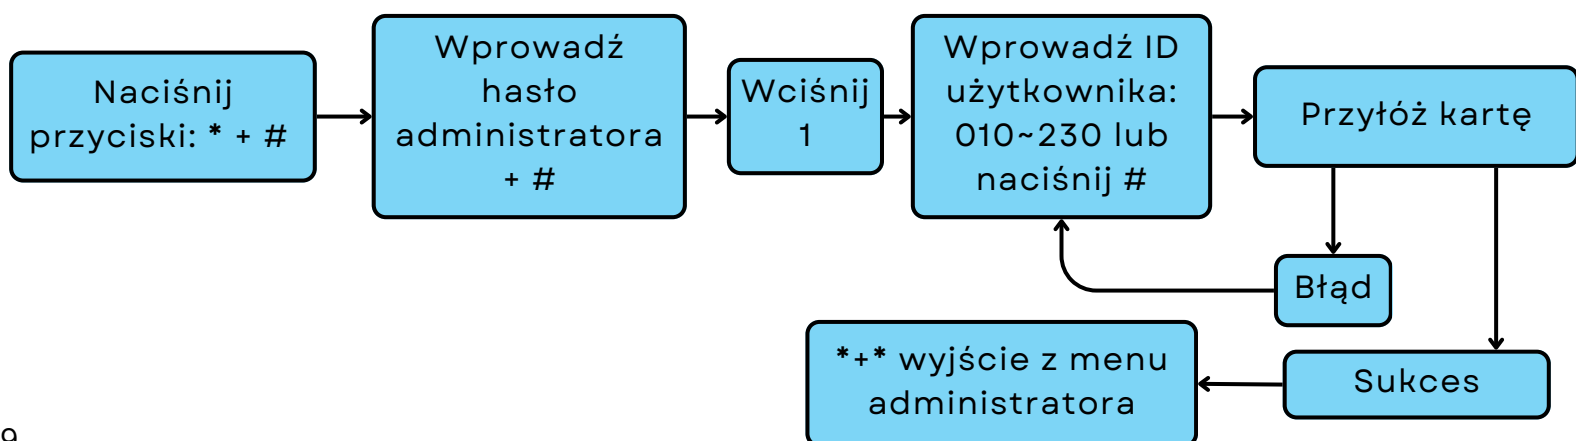 Naciśnij
przyciski: * + #
Wprowadź
hasło
administratora
+ #
Wciśnij
1
Wprowadź ID
użytkownika:
010~230 lub
naciśnij #
Przyłóż kartę
Błąd
Sukces
*+* wyjście z menu
administratora
9